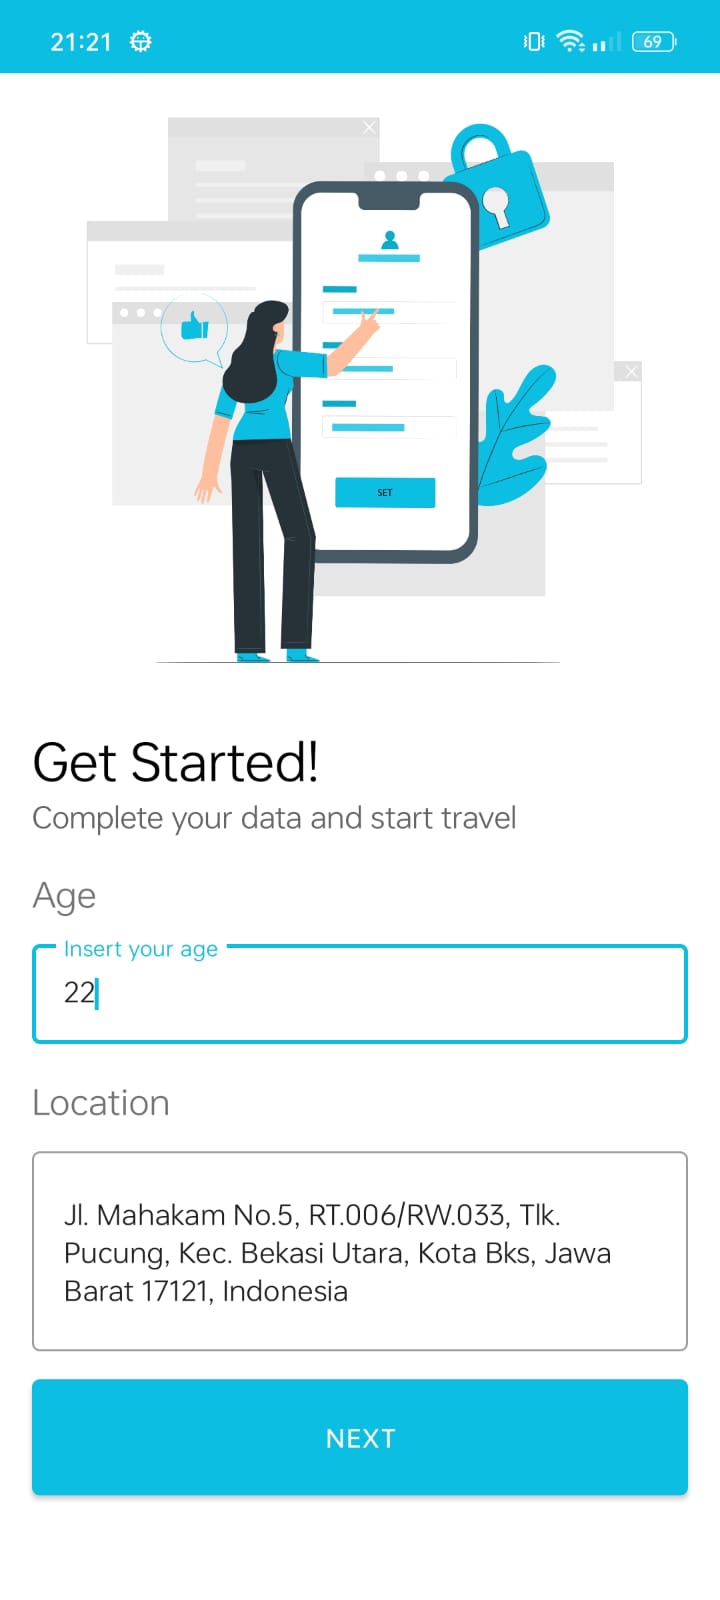 21:21
69
SET
Get Started!
Complete your data and start travel
Age
Insert your age
22
Location
Jl. Mahakam No.5, RT.006/RW.033, Tlk.
Pucung, Kec. Bekasi Utara, Kota Bks, Jawa
Barat 17121, Indonesia
NEXT